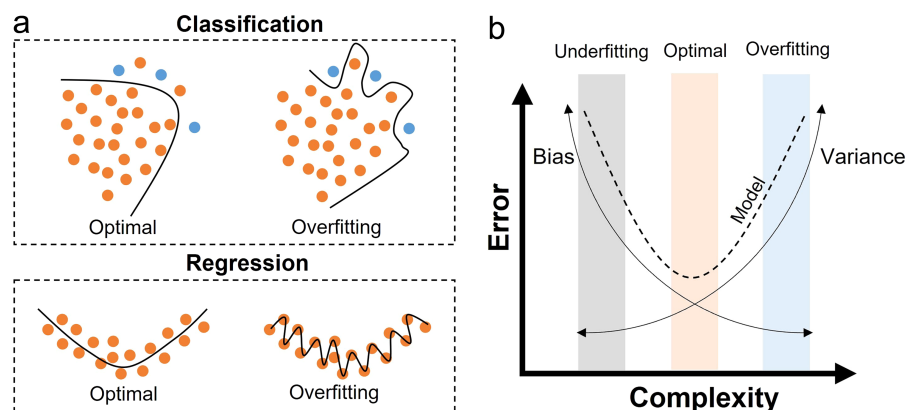 a
Classification
Optimal
Overfitting
Regression
Optimal
Overfitting
b
Underfitting
Optimal
Overfitting
Bias
Variance
Model
Error
Complexity